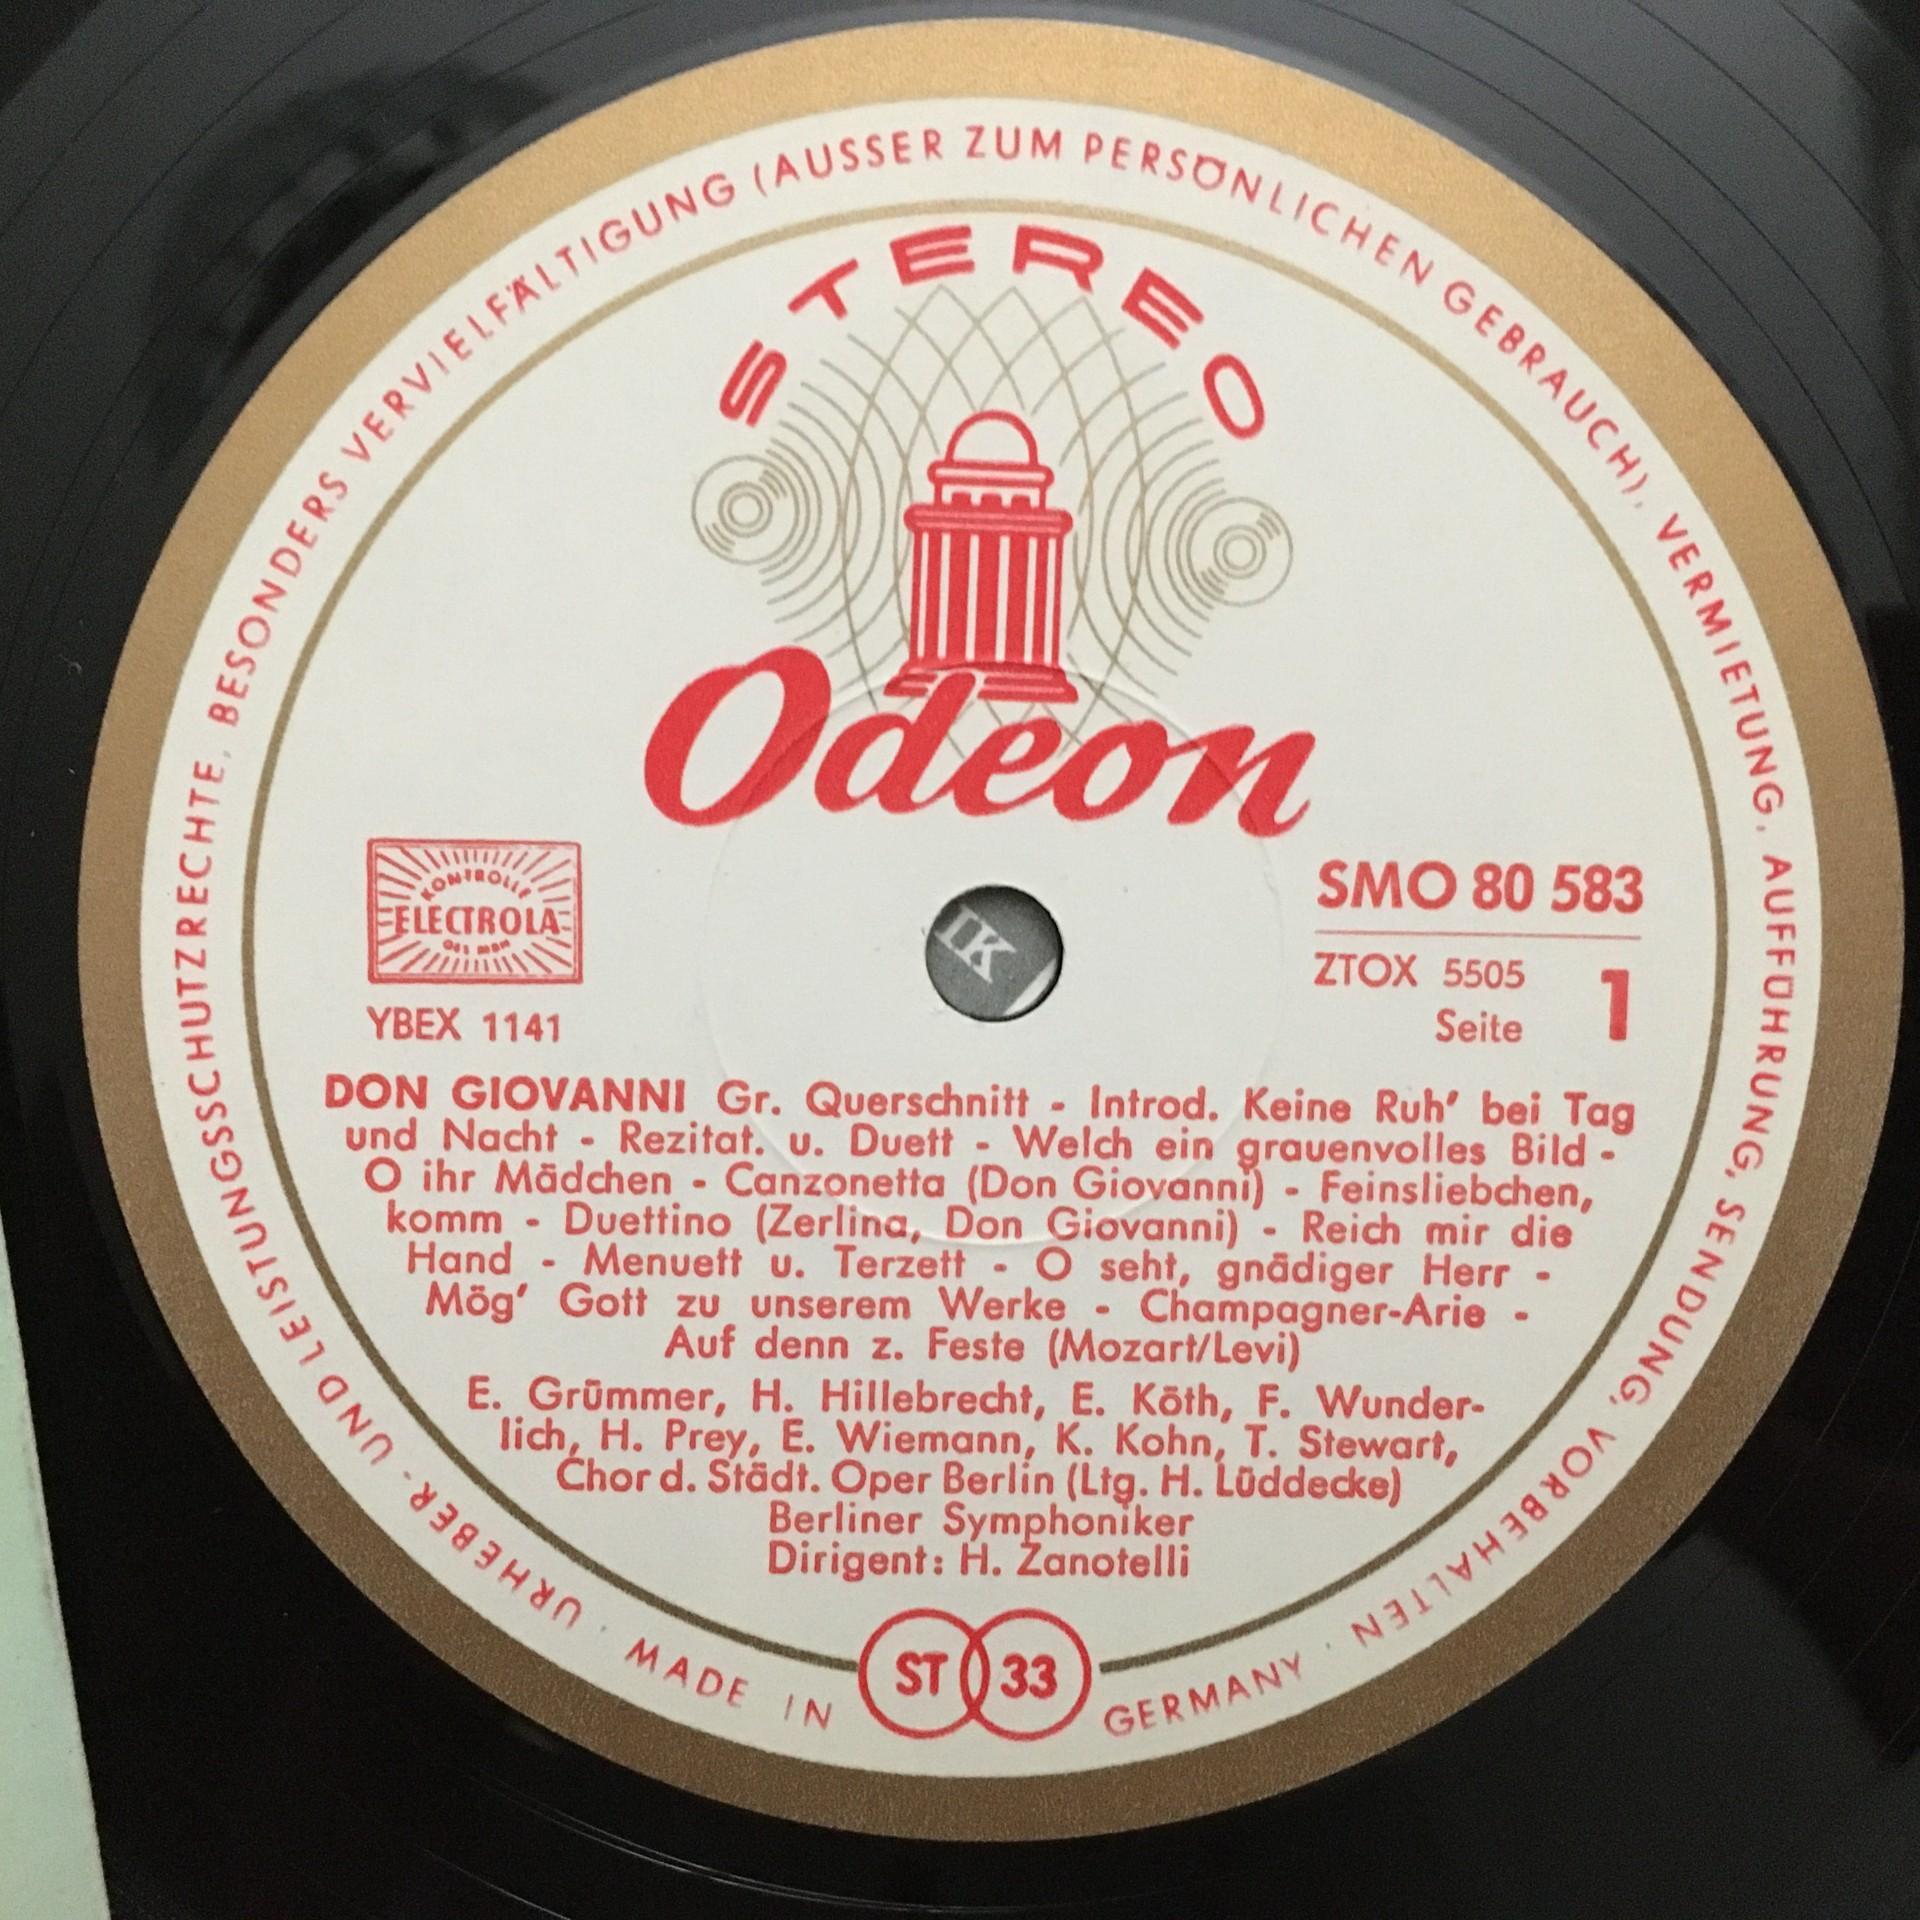 URHEBER- UND LEISTUNGSSCHUTZRECHTE, BESONDERS VERVIELFÄLTIGUNG (AUSSER ZUM PERSÖNLICHEN GEBRAUCH), VERMIETUNG, AUFFÜHRUNG, SENDUNG, VORBEHALTEN · MADE IN GERMANY ·
STEREO
Odeon
KONTROLLE
ELECTROLA
GES MBH
YBEX 1141
IK
SMO 80 583
ZTOX 5505
Seite 1
DON GIOVANNI Gr. Querschnitt - Introd. Keine Ruh' bei Tag
und Nacht - Rezitat. u. Duett - Welch ein grauenvolles Bild -
O ihr Mädchen - Canzonetta (Don Giovanni) - Feinsliebchen,
komm - Duettino (Zerlina, Don Giovanni) - Reich mir die
Hand - Menuett u. Terzett - O seht, gnädiger Herr -
Mög' Gott zu unserem Werke - Champagner-Arie -
Auf denn z. Feste (Mozart/Levi)
E. Grümmer, H. Hillebrecht, E. Köth, F. Wunder-
lich, H. Prey, E. Wiemann, K. Kohn, T. Stewart,
Chor d. Städt. Oper Berlin (Ltg. H. Lüddecke)
Berliner Symphoniker
Dirigent: H. Zanotelli
ST 33